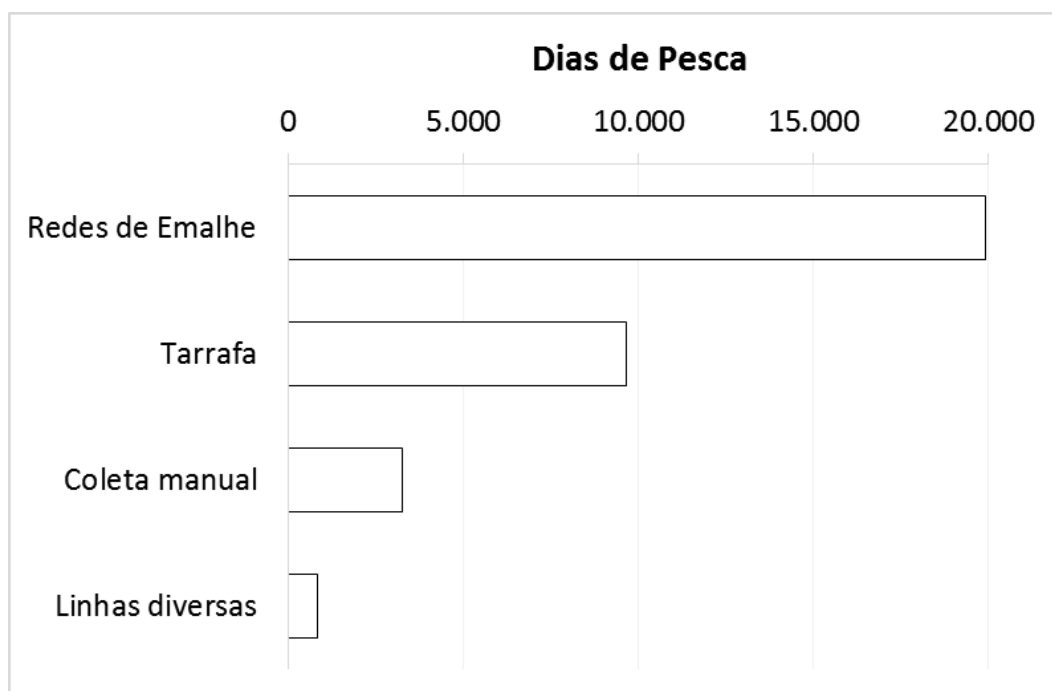 Dias de Pesca
0 5.000 10.000 15.000 20.000
Redes de Emalhe
Tarrafa
Coleta manual
Linhas diversas